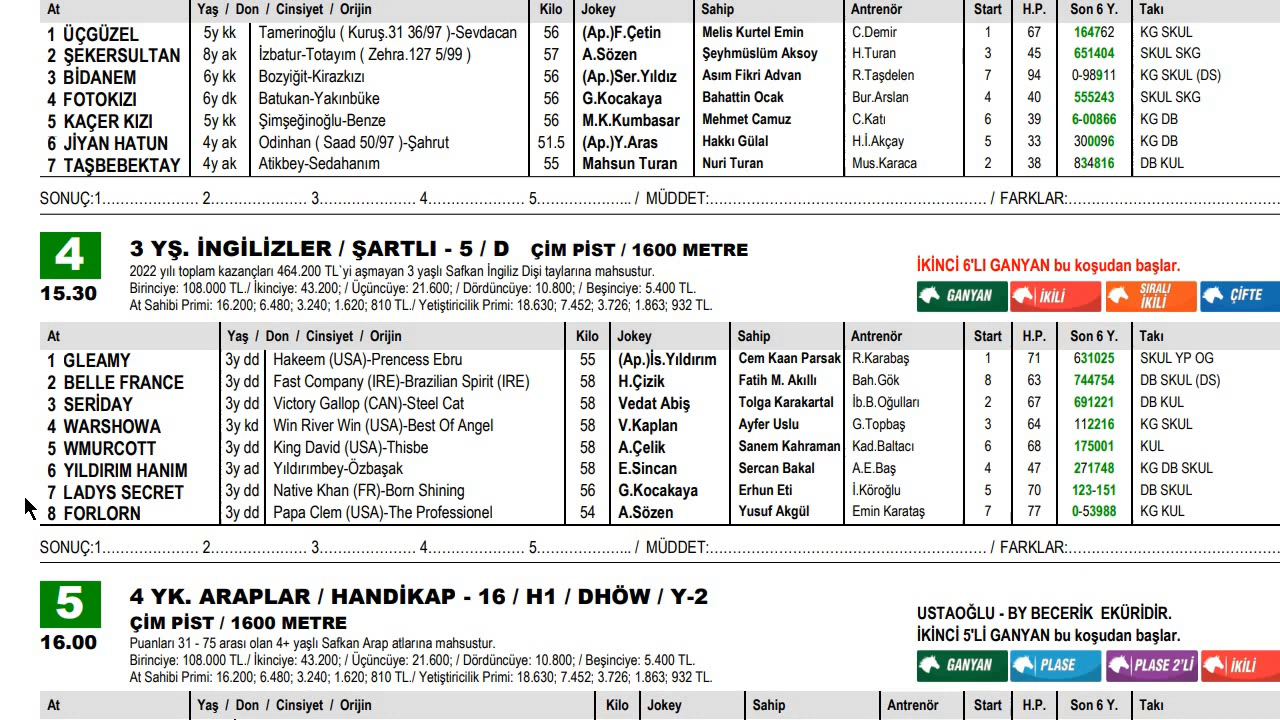 At Yaş / Don / Cinsiyet / Orijin Kilo Jokey Sahip Antrenör Start H.P. Son 6 Y. Takı
1 ÜÇGÜZEL 5y kk Tamerinoğlu ( Kuruş.31 36/97 )-Sevdacan 56 (Ap.)F.Çetin Melis Kurtel Emin C.Demir 1 67 164762 KG SKUL
2 ŞEKERSULTAN 8y ak İzbatur-Totayım ( Zehra.127 5/99 ) 57 A.Sözen Şeyhmüslüm Aksoy H.Turan 3 45 651404 SKUL SKG
3 BİDANEM 6y kk Bozyiğit-Kirazkızı 56 (Ap.)Ser.Yıldız Asım Fikri Advan R.Taşdelen 7 94 0-98911 KG SKUL (DS)
4 FOTOKIZI 6y dk Batukan-Yakınbüke 56 G.Kocakaya Bahattin Ocak Bur.Arslan 4 40 555243 SKUL SKG
5 KAÇER KIZI 5y kk Şimşeğinoğlu-Benze 56 M.K.Kumbasar Mehmet Camuz C.Katı 6 39 6-00866 KG DB
6 JİYAN HATUN 4y ak Odinhan ( Saad 50/97 )-Şahrut 51.5 (Ap.)Y.Aras Hakkı Gülal H.İ.Akçay 5 33 300096 KG DB
7 TAŞBEBEKTAY 4y ak Atikbey-Sedahanım 55 Mahsun Turan Nuri Turan Mus.Karaca 2 38 834816 DB KUL
SONUÇ:1..................... 2..................... 3..................... 4..................... 5..................... / MÜDDET:............................................................ / FARKLAR:...............................................
4 3 YŞ. İNGİLİZLER / ŞARTLI - 5 / D ÇİM PİST / 1600 METRE
15.30
2022 yılı toplam kazançları 464.200 TL`yi aşmayan 3 yaşlı Safkan İngiliz Dişi taylarına mahsustur.
Birinciye: 108.000 TL./ İkinciye: 43.200; / Üçüncüye: 21.600; / Dördüncüye: 10.800; / Beşinciye: 5.400 TL.
At Sahibi Primi: 16.200; 6.480; 3.240; 1.620; 810 TL./ Yetiştiricilik Primi: 18.630; 7.452; 3.726; 1.863; 932 TL.
İKİNCİ 6'LI GANYAN bu koşudan başlar.
GANYAN İKİLİ SIRALI İKİLİ ÇİFTE
At Yaş / Don / Cinsiyet / Orijin Kilo Jokey Sahip Antrenör Start H.P. Son 6 Y. Takı
1 GLEAMY 3y dd Hakeem (USA)-Prencess Ebru 55 (Ap.)İs.Yıldırım Cem Kaan Parsak R.Karabaş 1 71 631025 SKUL YP OG
2 BELLE FRANCE 3y dd Fast Company (IRE)-Brazilian Spirit (IRE) 58 H.Çizik Fatih M. Akıllı Bah.Gök 8 63 744754 DB SKUL (DS)
3 SERİDAY 3y dd Victory Gallop (CAN)-Steel Cat 58 Vedat Abiş Tolga Karakartal İb.B.Oğulları 2 67 691221 DB KUL
4 WARSHOWA 3y kd Win River Win (USA)-Best Of Angel 58 V.Kaplan Ayfer Uslu G.Topbaş 3 64 112216 KG SKUL
5 WMURCOTT 3y dd King David (USA)-Thisbe 58 A.Çelik Sanem Kahraman Kad.Baltacı 6 68 175001 KUL
6 YILDIRIM HANIM 3y ad Yıldırımbey-Özbaşak 58 E.Sincan Sercan Bakal A.E.Baş 4 47 271748 KG DB SKUL
7 LADYS SECRET 3y dd Native Khan (FR)-Born Shining 56 G.Kocakaya Erhun Eti İ.Köroğlu 5 70 123-151 DB SKUL
8 FORLORN 3y dd Papa Clem (USA)-The Professionel 54 A.Sözen Yusuf Akgül Emin Karataş 7 77 0-53988 KG KUL
SONUÇ:1..................... 2..................... 3..................... 4..................... 5..................... / MÜDDET:............................................................ / FARKLAR:...............................................
5 4 YK. ARAPLAR / HANDİKAP - 16 / H1 / DHÖW / Y-2
ÇİM PİST / 1600 METRE
16.00
Puanları 31 - 75 arası olan 4+ yaşlı Safkan Arap atlarına mahsustur.
Birinciye: 108.000 TL./ İkinciye: 43.200; / Üçüncüye: 21.600; / Dördüncüye: 10.800; / Beşinciye: 5.400 TL.
At Sahibi Primi: 16.200; 6.480; 3.240; 1.620; 810 TL./ Yetiştiricilik Primi: 18.630; 7.452; 3.726; 1.863; 932 TL.
USTAOĞLU - BY BECERİK EKÜRİDİR.
İKİNCİ 5'Lİ GANYAN bu koşudan başlar.
GANYAN PLASE PLASE 2'Lİ İKİLİ
At Yaş / Don / Cinsiyet / Orijin Kilo Jokey Sahip Antrenör Start H.P. Son 6 Y. Takı